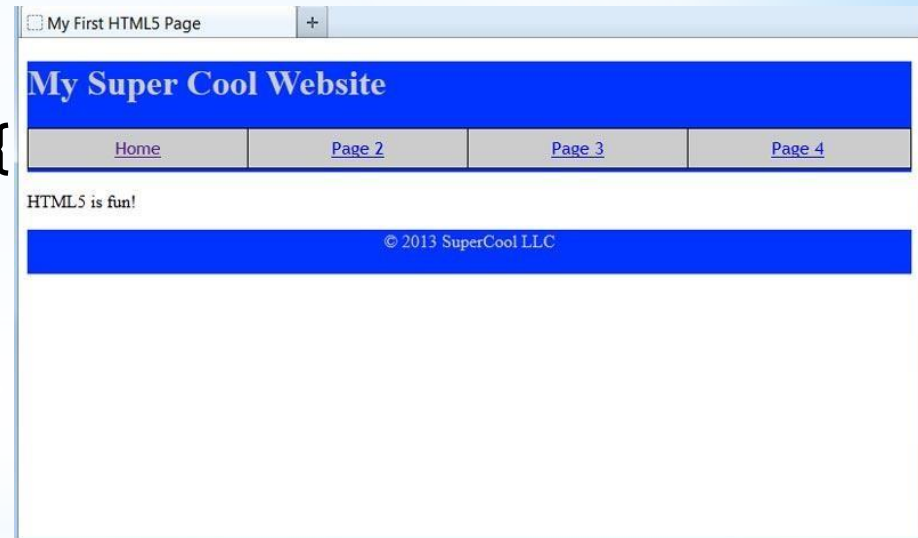 My First HTML5 Page +
My Super Cool Website
{
Home Page 2 Page 3 Page 4
HTML5 is fun!
© 2013 SuperCool LLC